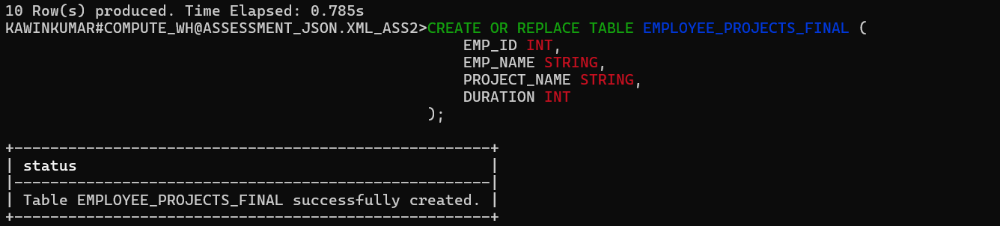 10 Row(s) produced. Time Elapsed: 0.785s
KAWINKUMAR#COMPUTE_WH@ASSESSMENT_JSON.XML_ASS2>CREATE OR REPLACE TABLE EMPLOYEE_PROJECTS_FINAL (
EMP_ID INT,
EMP_NAME STRING,
PROJECT_NAME STRING,
DURATION INT
);
+-----------------------------------------------------+
| status                                              |
|-----------------------------------------------------|
| Table EMPLOYEE_PROJECTS_FINAL successfully created. |
+-----------------------------------------------------+